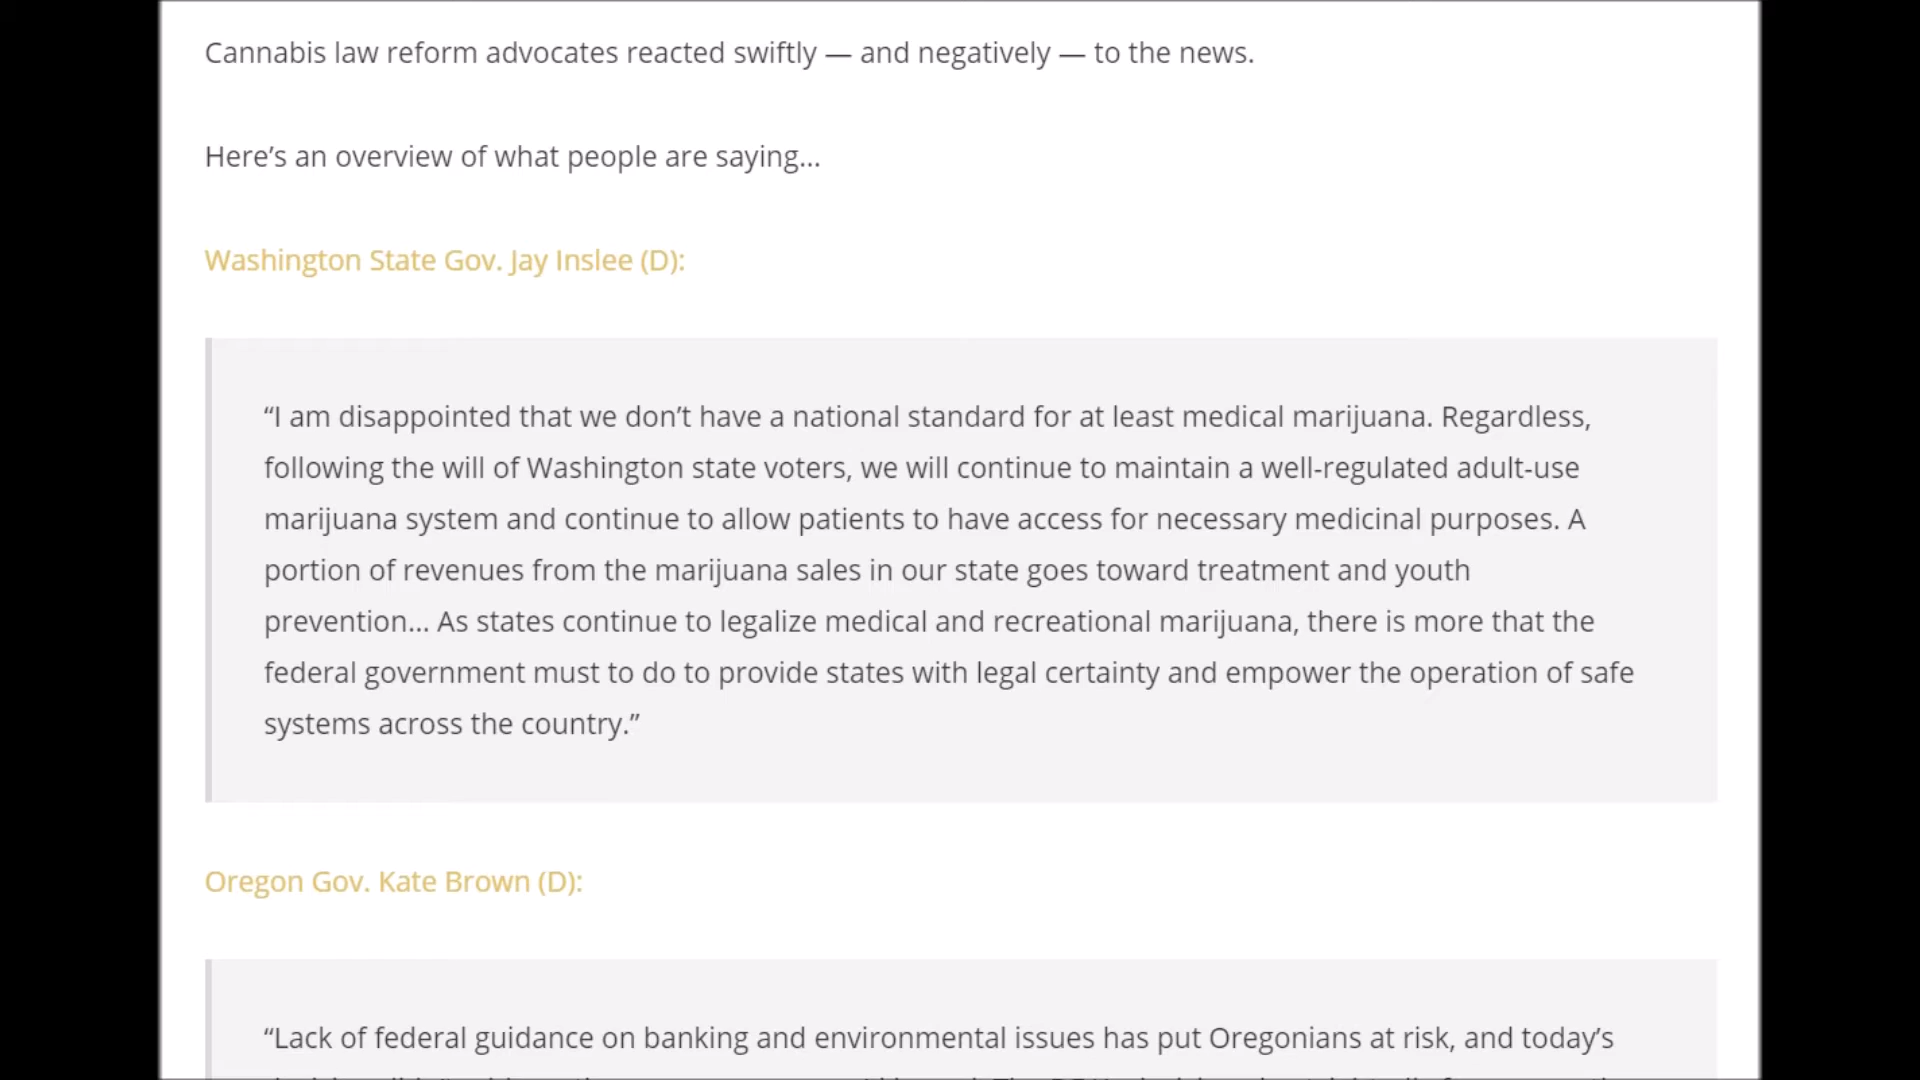 Cannabis law reform advocates reacted swiftly — and negatively — to the news.
Here’s an overview of what people are saying…
Washington State Gov. Jay Inslee (D):
“I am disappointed that we don’t have a national standard for at least medical marijuana. Regardless,
following the will of Washington state voters, we will continue to maintain a well-regulated adult-use
marijuana system and continue to allow patients to have access for necessary medicinal purposes. A
portion of revenues from the marijuana sales in our state goes toward treatment and youth
prevention… As states continue to legalize medical and recreational marijuana, there is more that the
federal government must to do to provide states with legal certainty and empower the operation of safe
systems across the country.”
Oregon Gov. Kate Brown (D):
“Lack of federal guidance on banking and environmental issues has put Oregonians at risk, and today’s